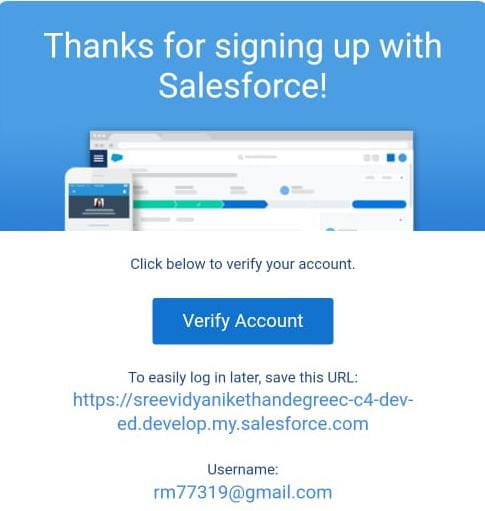 Thanks for signing up with
Salesforce!
Click below to verify your account.
Verify Account
To easily log in later, save this URL:
https://sreevidyanikethandegreec-c4-dev-
ed.develop.my.salesforce.com
Username:
rm77319@gmail.com